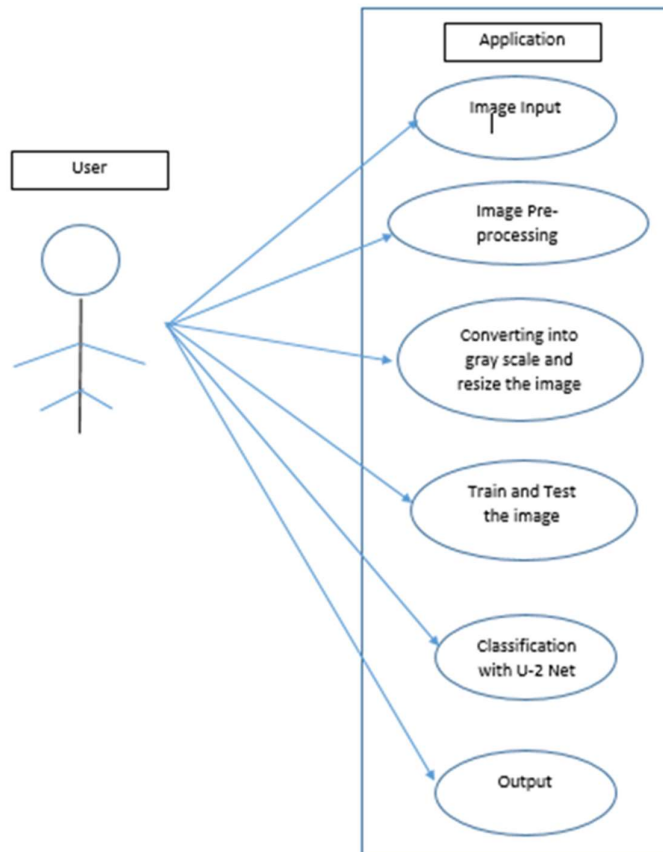 Application
Image Input
User
Image Pre-
processing
Converting into
gray scale and
resize the image
Train and Test
the image
Classification
with U-2 Net
Output